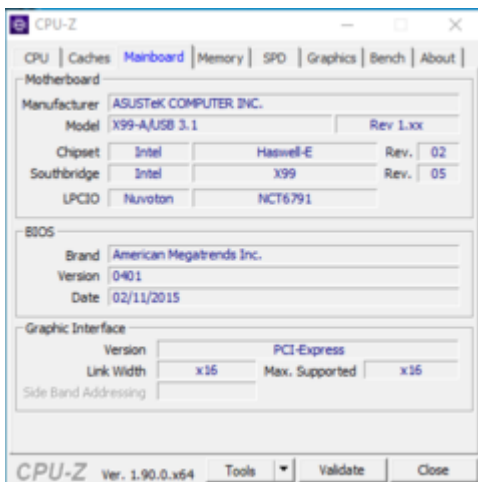 CPU-Z
CPU Caches Mainboard Memory SPD Graphics Bench About
Motherboard
Manufacturer ASUSTeK COMPUTER INC.
Model X99-A/USB 3.1 Rev 1.xx
Chipset Intel Haswell-E Rev. 02
Southbridge Intel X99 Rev. 05
LPCIO Nuvoton NCT6791
BIOS
Brand American Megatrends Inc.
Version 0401
Date 02/11/2015
Graphic Interface
Version PCI-Express
Link Width x16 Max. Supported x16
Side Band Addressing
CPU-Z Ver. 1.90.0.x64 Tools Validate Close